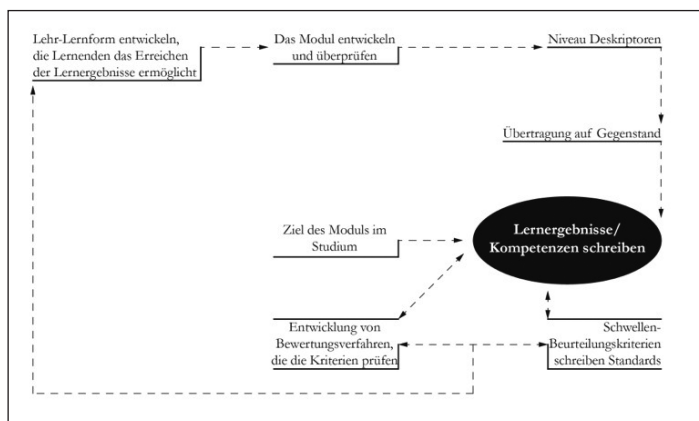 Lehr-Lernform entwickeln,
die Lernenden das Erreichen
der Lernergebnisse ermöglicht
Das Modul entwickeln
und überprüfen
Niveau Deskriptoren
Übertragung auf Gegenstand
Ziel des Moduls im
Studium
Lernergebnisse/
Kompetenzen schreiben
Entwicklung von
Bewertungsverfahren,
die die Kriterien prüfen
Schwellen-
Beurteilungskriterien
schreiben Standards